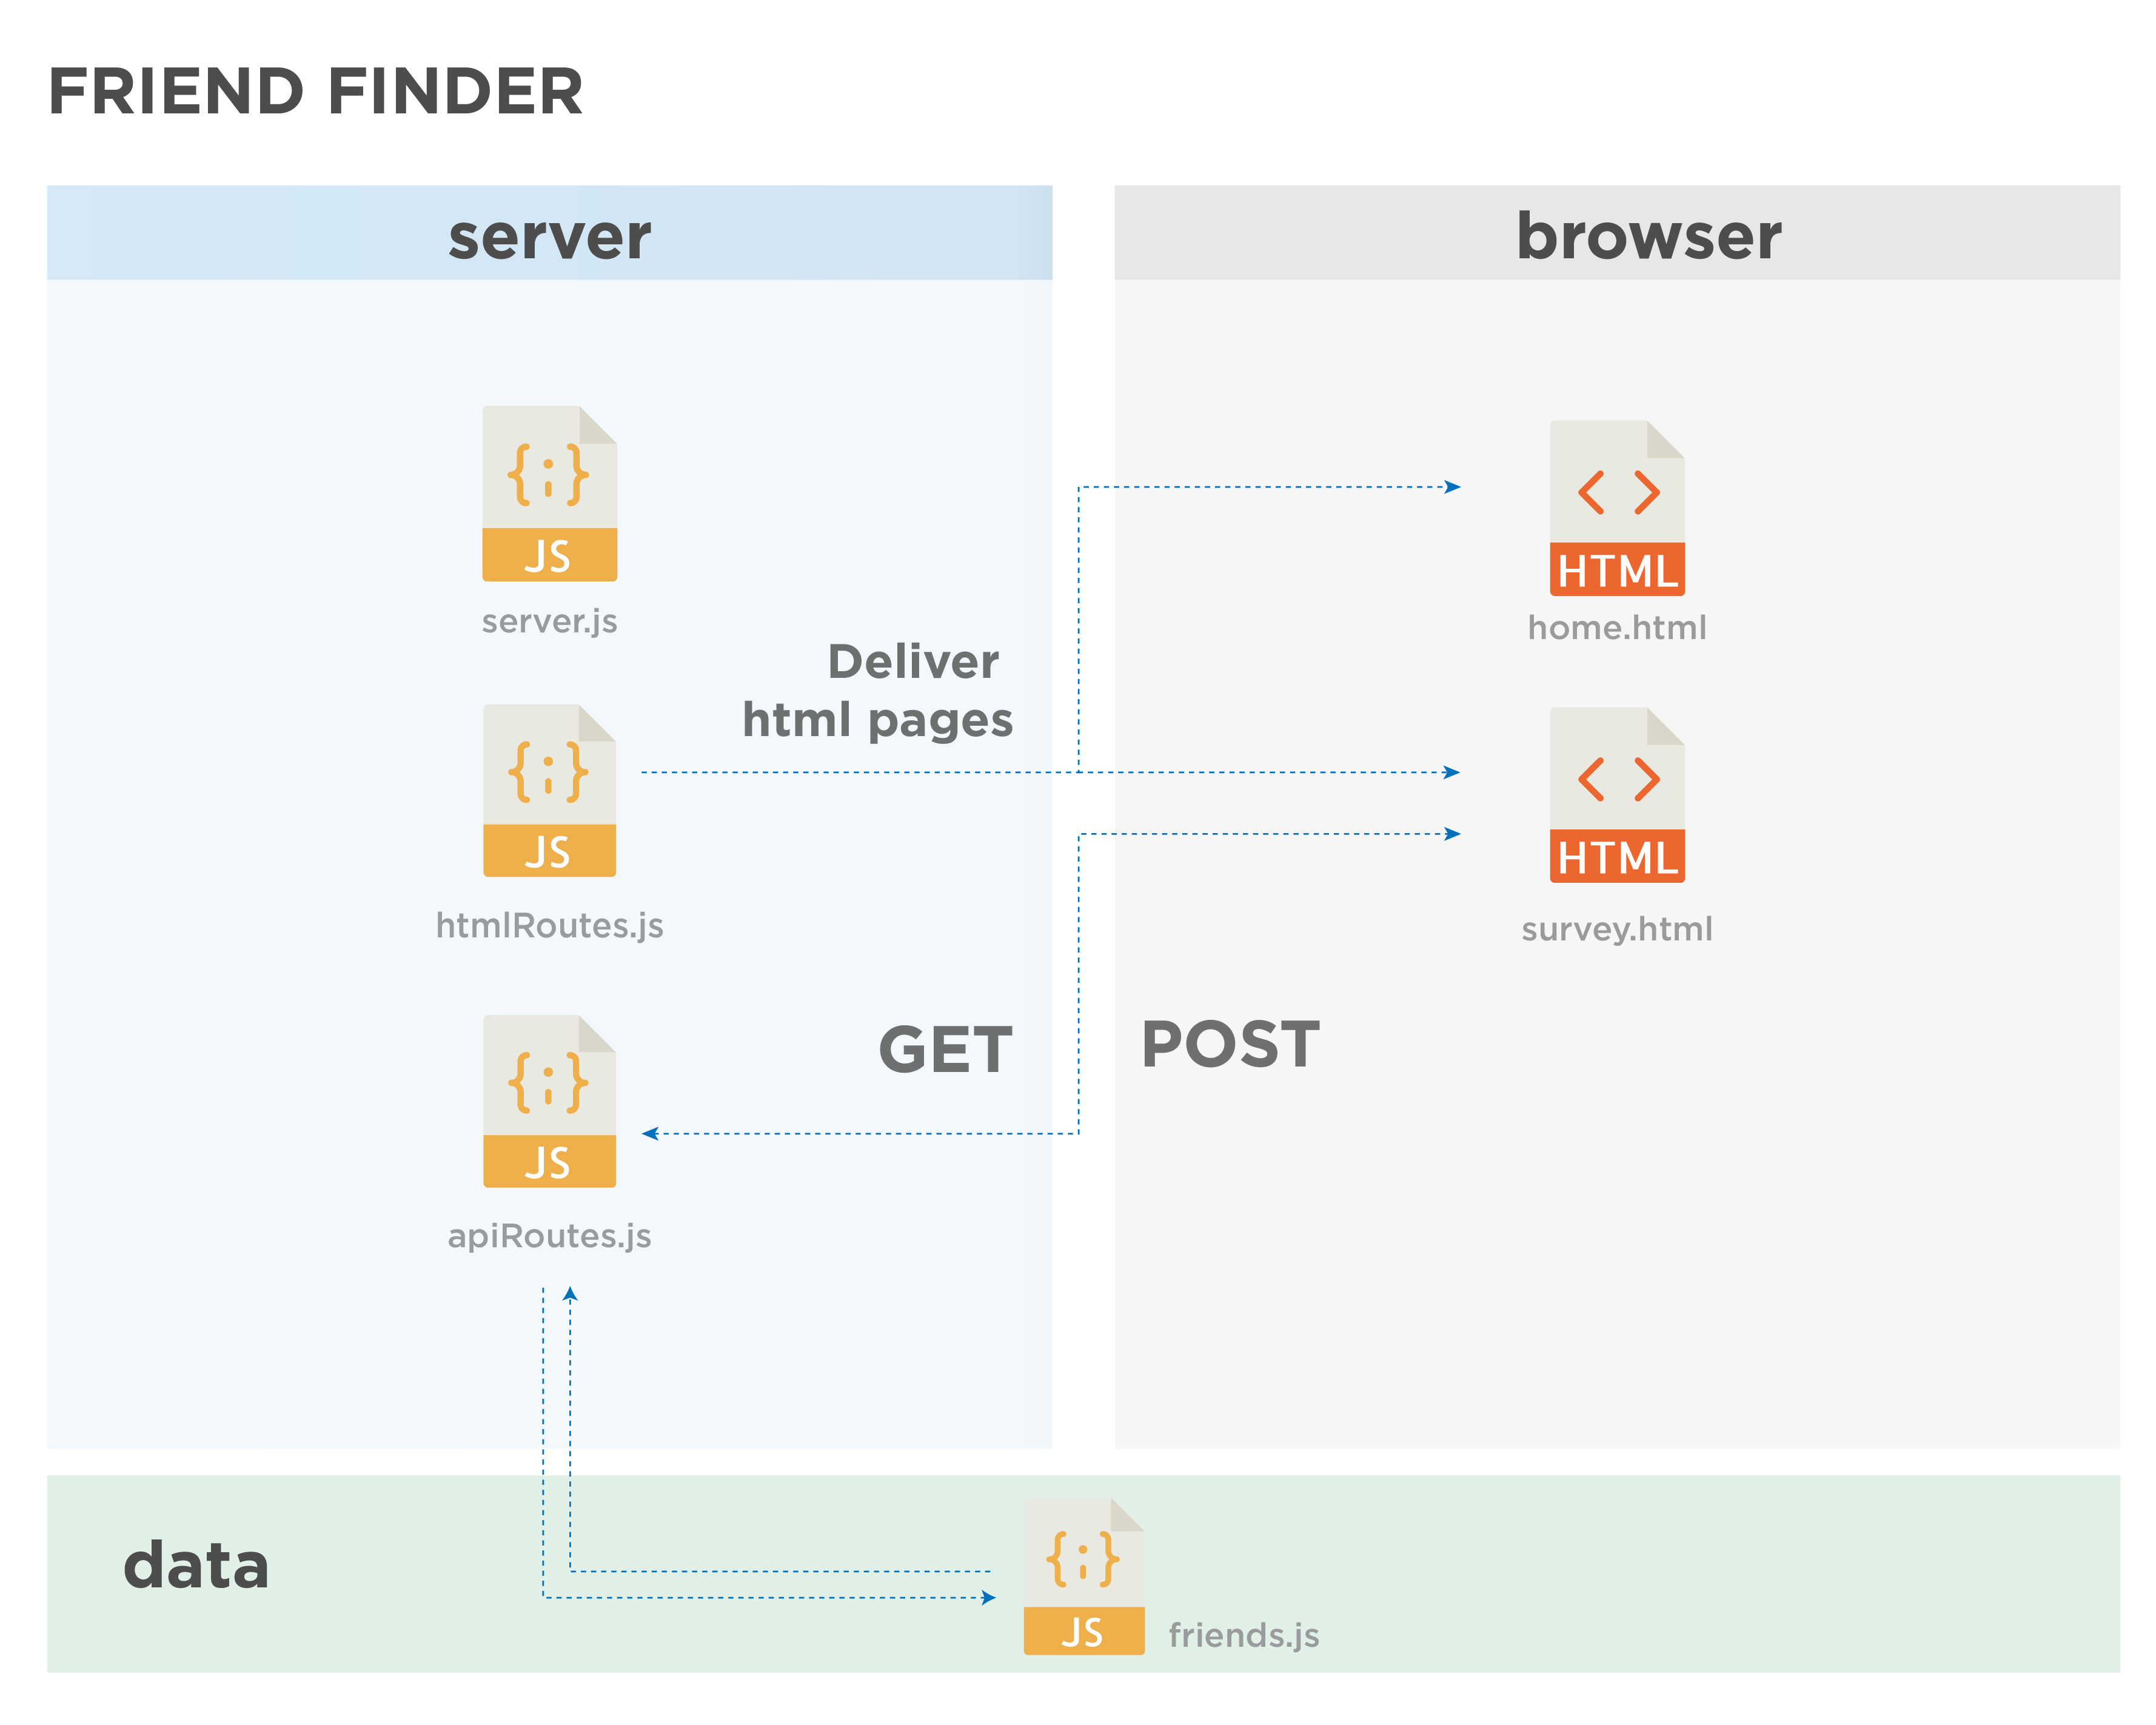 FRIEND FINDER
server
browser
JS
server.js
HTML
home.html
Deliver
html pages
JS
htmlRoutes.js
HTML
survey.html
GET
POST
JS
apiRoutes.js
data
JS
friends.js